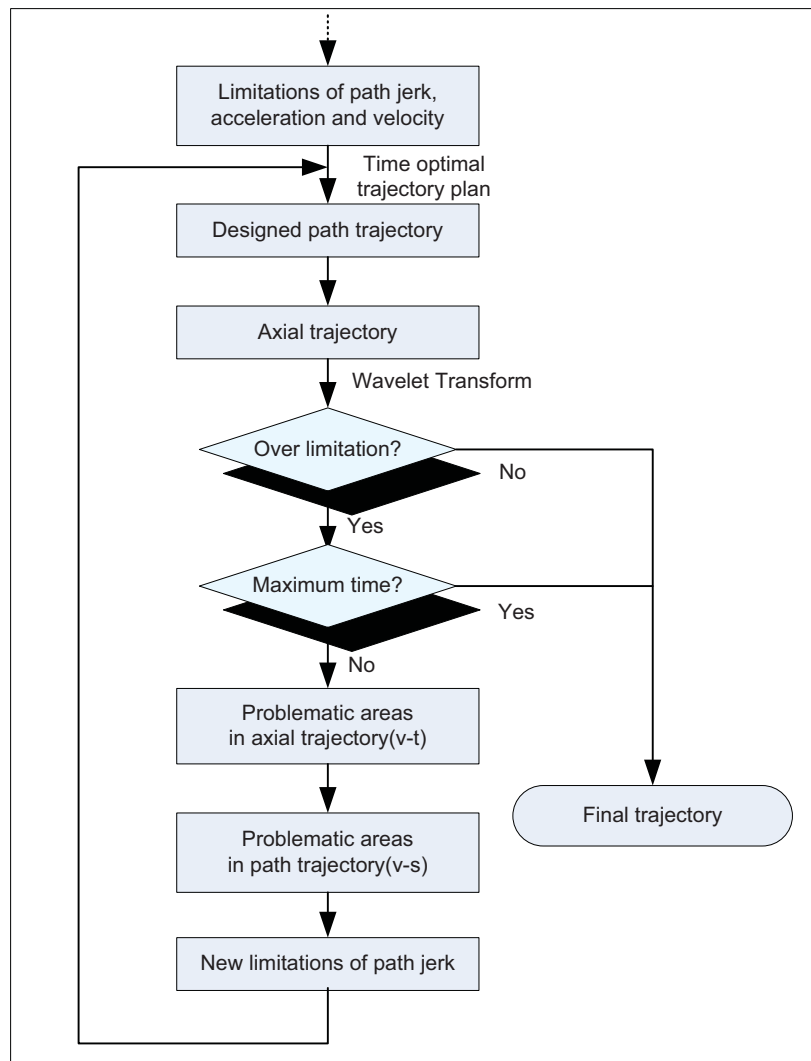 Limitations of path jerk,
acceleration and velocity
Time optimal
trajectory plan
Designed path trajectory
Axial trajectory
Wavelet Transform
Over limitation?
No
Yes
Maximum time?
Yes
No
Problematic areas
in axial trajectory(v-t)
Problematic areas
in path trajectory(v-s)
Final trajectory
New limitations of path jerk